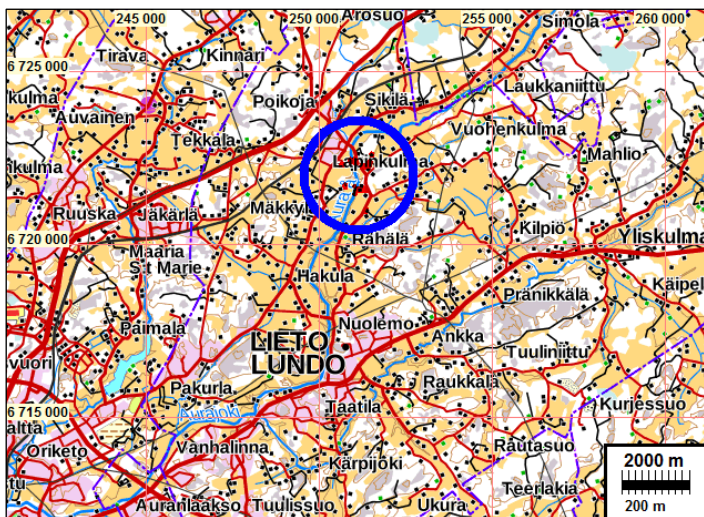 245 000
250 000
255 000
260 000
Arosuo
Simola
Tirava
Kinnari
6 725 000
Laukkaniittu
kulma
Poikoja
Sikilä
Auvainen
Vuohenkulma
Tekkala
nkulma
Lapinkulma
Mahlio
Ruuska
Jäkärlä
Mäkkylä
Aurajoki
Kilpiö
6 720 000
Rähälä
Yliskulma
Maaria
S:t Marie
Hakula
Käipel
Pränikkälä
Paimala
Nuolemo
LIETO
LUNDO
Ankka
vuori
Tuuliniittu
Pakurla
Raukkala
6 715 000
Aurajoki
Taatila
Kurjessuo
altta
Oriketo
Vanhalinna
Rautasuo
tu
Kärpijoki
2000 m
Teerlakia
Auranlaakso
Tuulissuo
Ukura
200 m